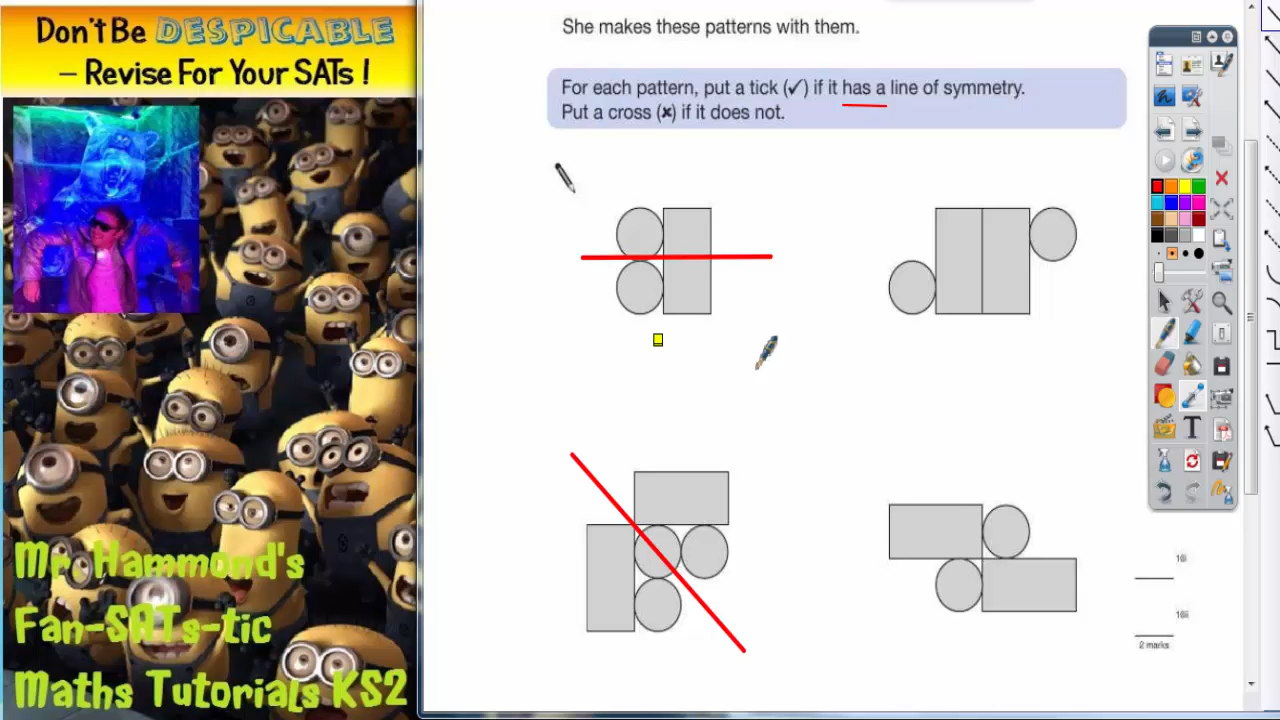 Don't Be DESPICABLE
– Revise For Your SATs !
Mr. Hammond's
Fan-SATs-tic
Maths Tutorials KS2
She makes these patterns with them.
For each pattern, put a tick (✓) if it has a line of symmetry.
Put a cross (✘) if it does not.
16i
16ii
2 marks
T